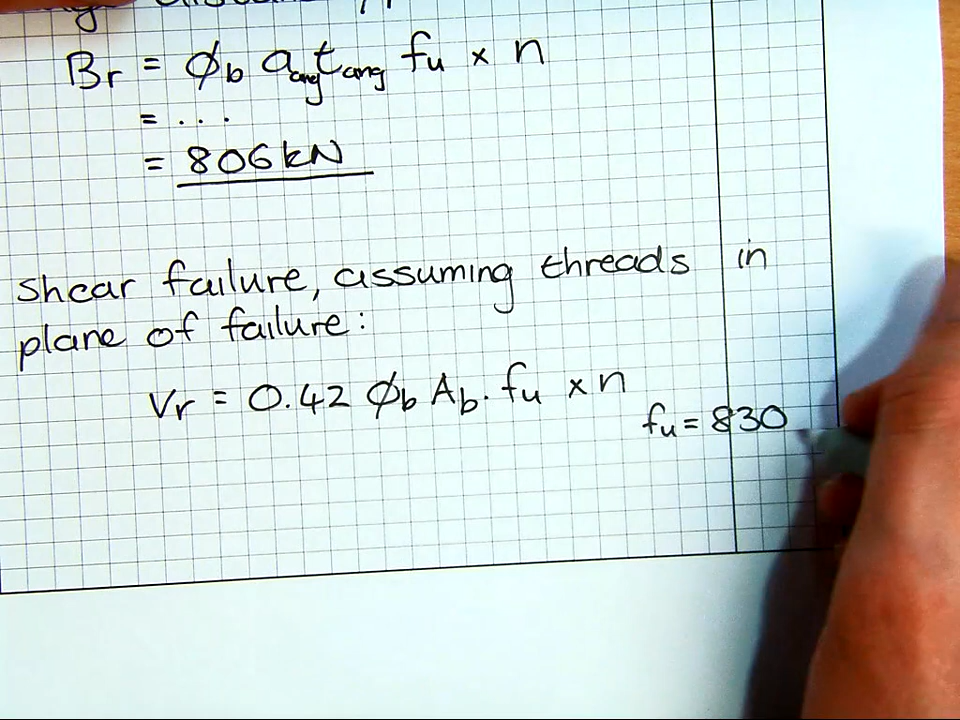 Br = ϕb aang tang fu × n
= ...
= 806 kN
shear failure, assuming threads in
plane of failure:
Vr = 0.42 ϕb Ab. fu × n
fu = 830